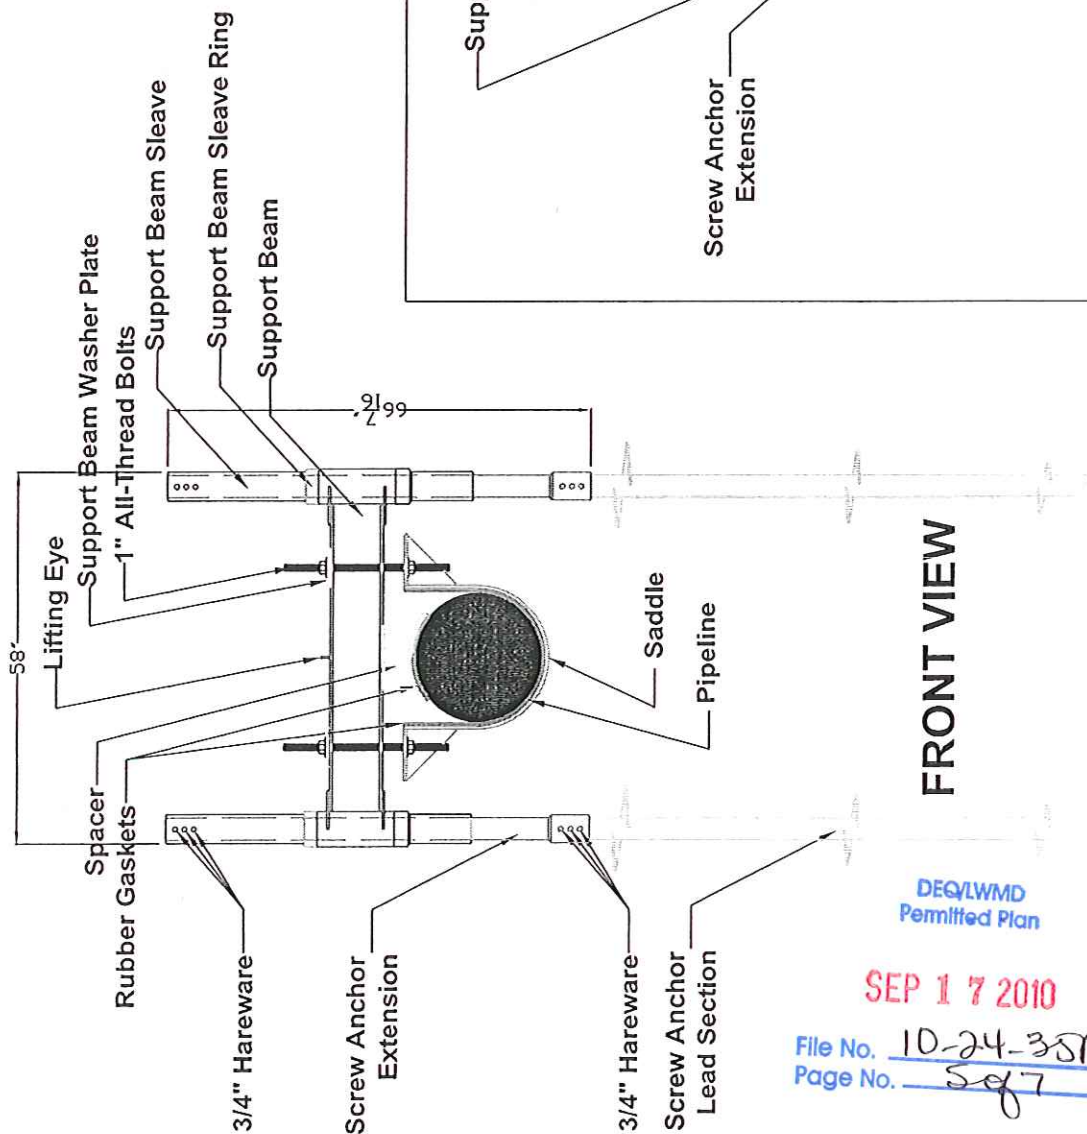 Support Beam Sleave
Support Beam Sleave Ring
Support Beam
Support Beam Washer Plate
1" All-Thread Bolts
Lifting Eye
58"
66 7/16"
Spacer
Rubber Gaskets
3/4" Hareware
Screw Anchor
Extension
3/4" Hareware
Screw Anchor
Lead Section
Saddle
Pipeline
FRONT VIEW
Sup
Screw Anchor
Extension
DEQ/LWMD
Permitted Plan
SEP 17 2010
File No. 10-24-35
Page No. 5 of 7